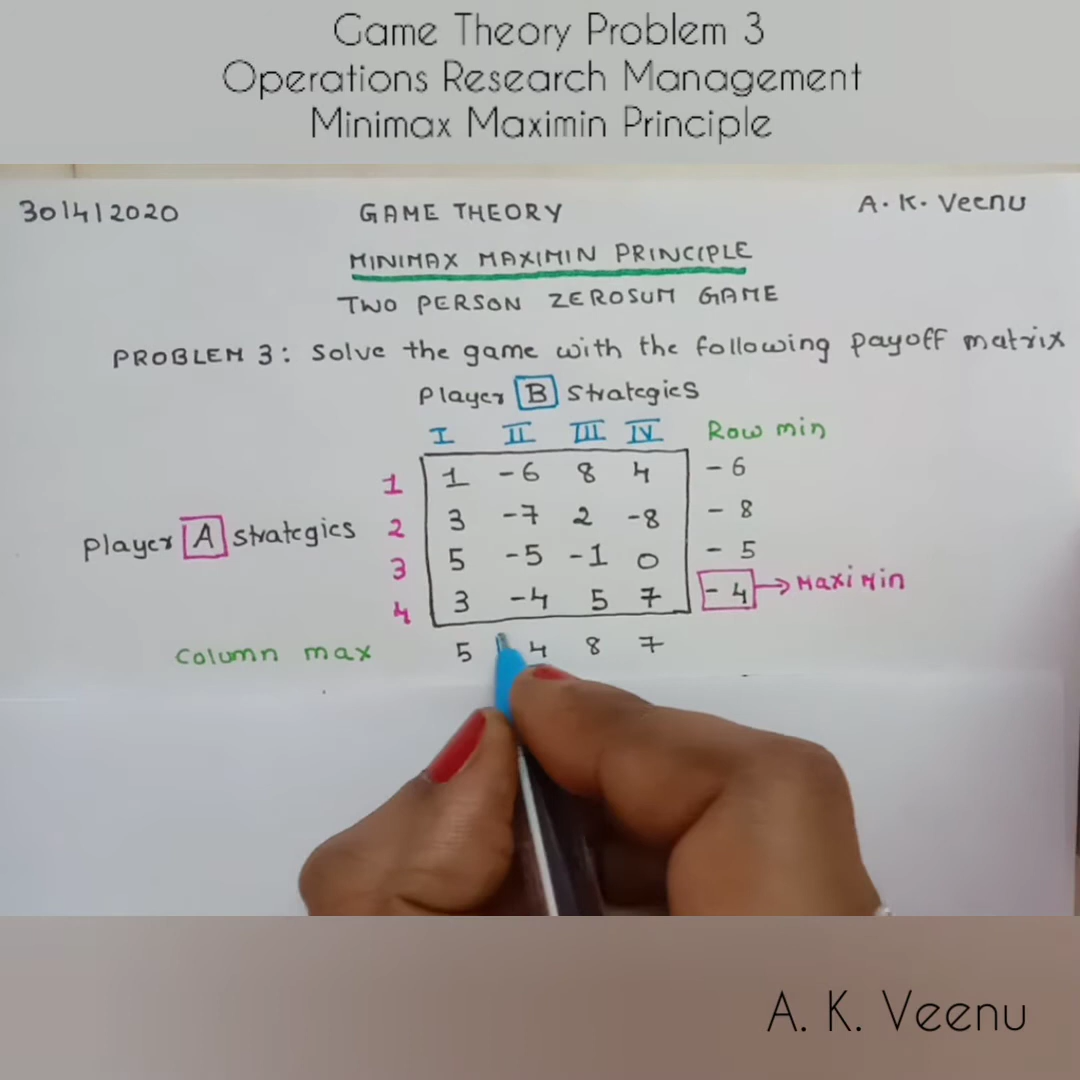 Game Theory Problem 3
Operations Research Management
Minimax Maximin Principle
30/4/2020 GAME THEORY A. K. Veenu
MINIMAX MAXIMIN PRINCIPLE
TWO PERSON ZEROSUM GAME
PROBLEM 3: Solve the game with the following payoff matrix
Player B Strategies
I II III IV Row min
1 1 -6 8 4 -6
2 3 -7 2 -8 -8
Player A strategies
3 5 -5 -1 0 -5
4 3 -4 5 7 -4 → Maximin
Column max 5 4 8 7
A. K. Veenu